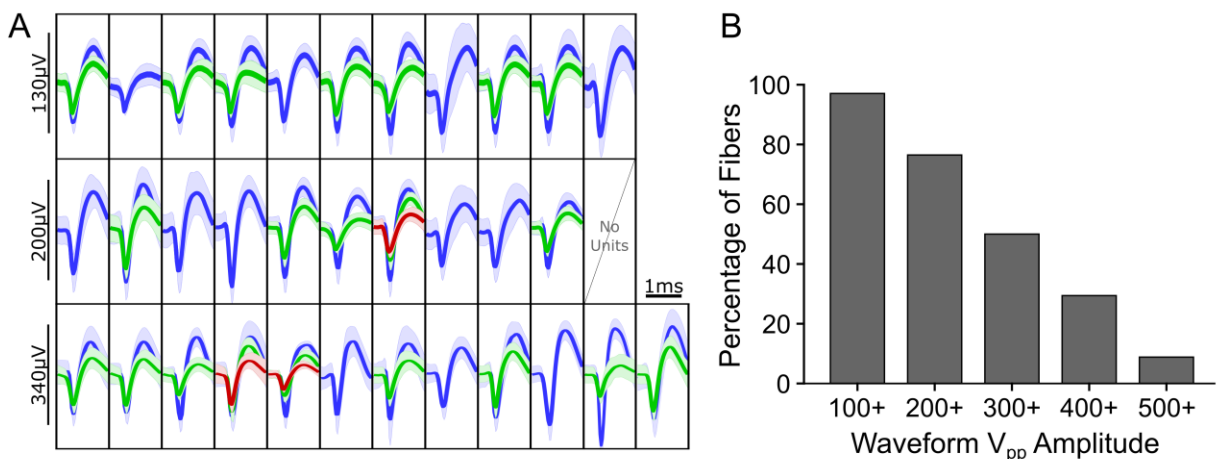 A
130µV
200µV
No
Units
1ms
340µV
B
Percentage of Fibers
100
80
60
40
20
0
100+ 200+ 300+ 400+ 500+
Waveform Vpp Amplitude